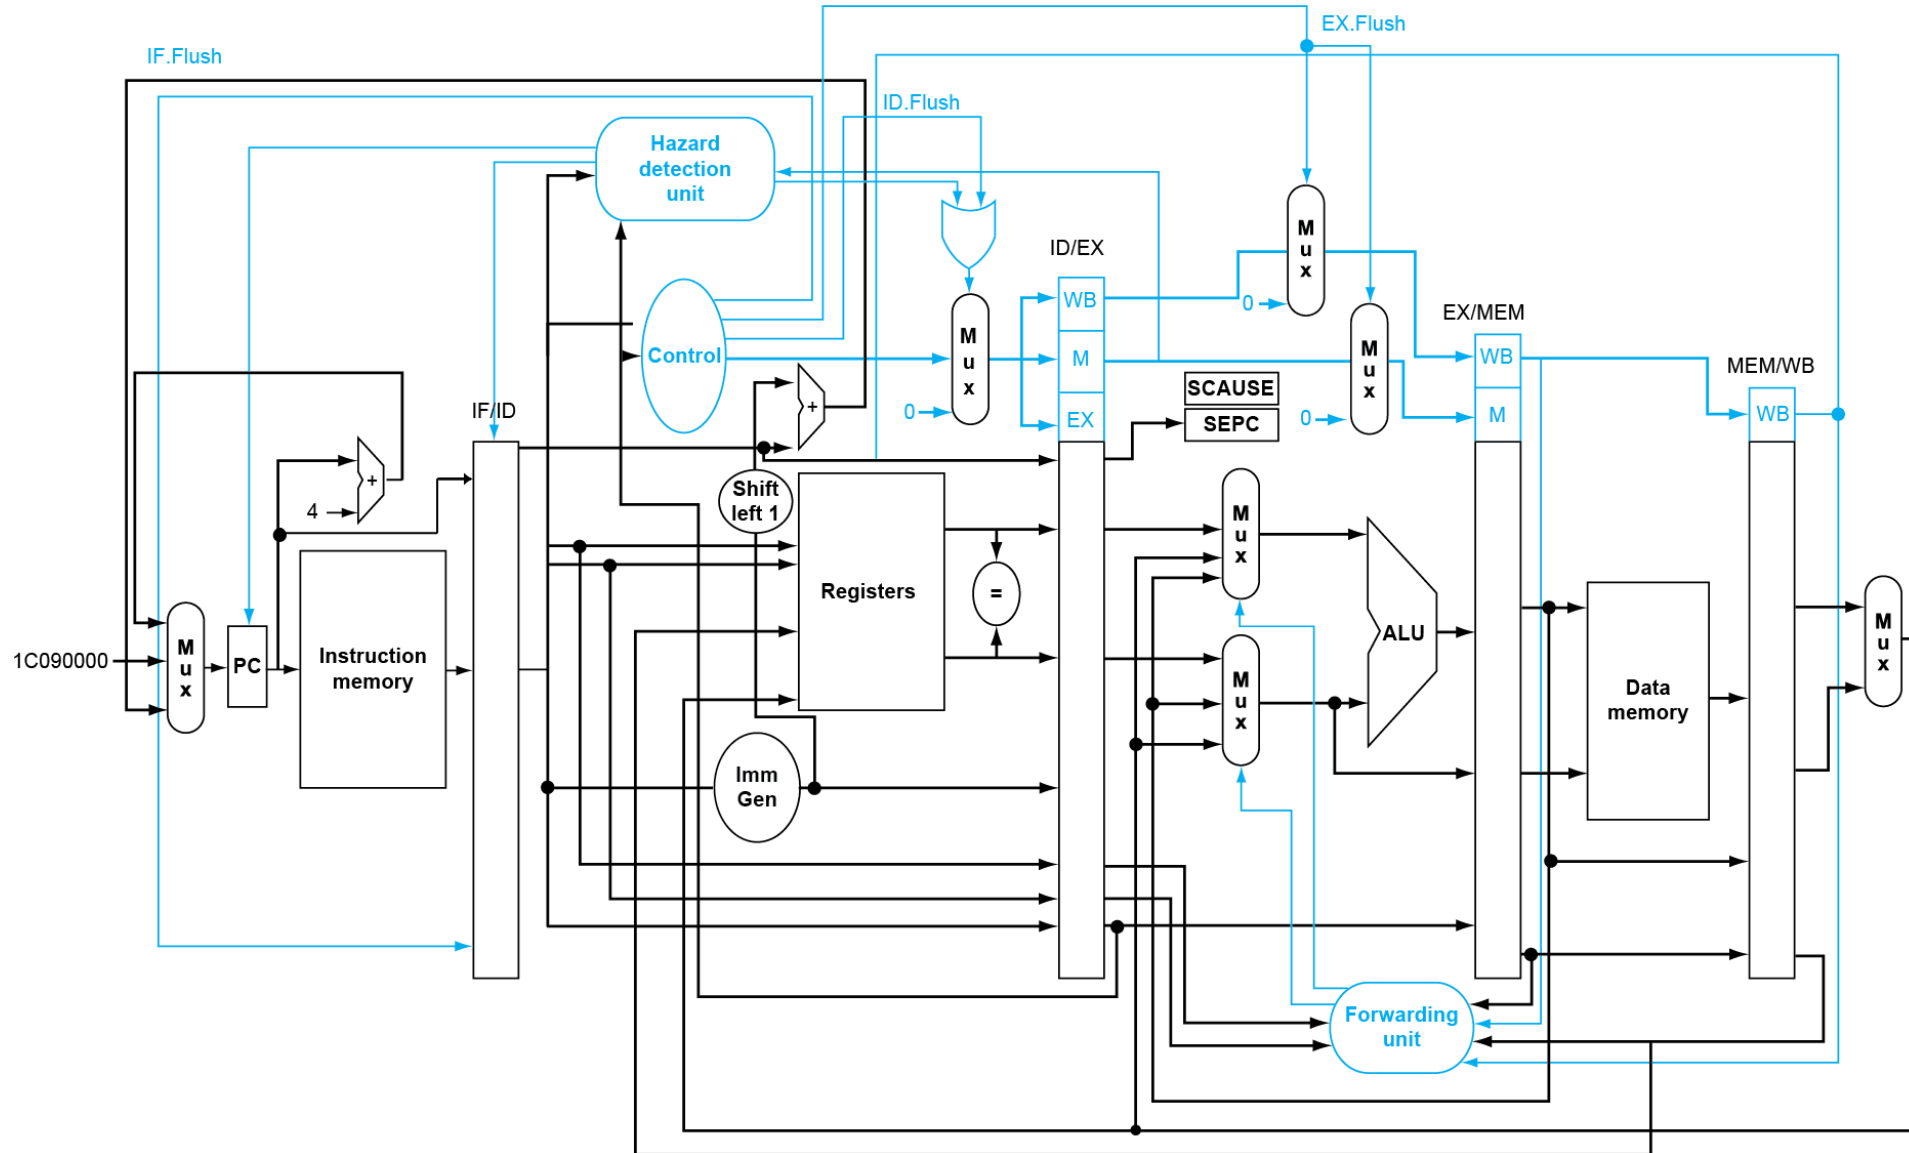 EX.Flush
IF.Flush
ID.Flush
Hazard
detection
unit
M
u
x
ID/EX
WB
0
EX/MEM
M
u
x
Control
M
u
x
M
WB
MEM/WB
SCAUSE
IF/ID
0
EX
SEPC
0
M
WB
+
+
4
Shift
left 1
M
u
x
Registers
=
M
u
x
1C090000
M
u
x
PC
Instruction
memory
ALU
M
u
x
Data
memory
Imm
Gen
Forwarding
unit